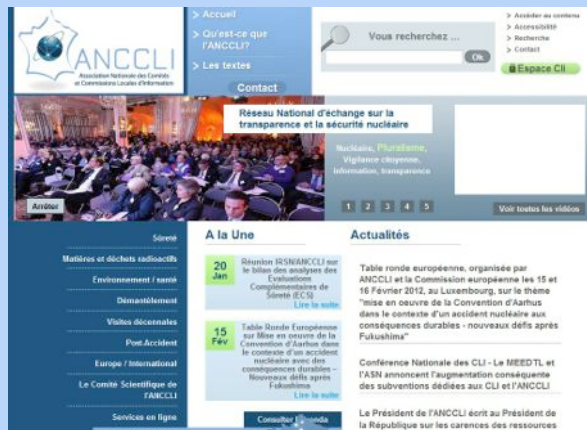 ANCCLI
Association Nationale des Comités
et Commissions Locales d'Information
> Accueil
> Qu'est-ce que
l'ANCCLI?
> Les textes
Contact
Vous recherchez ...
Ok
> Accéder au contenu
> Accessibilité
> Recherche
> Contact
Espace Cli
Réseau National d'échange sur la
transparence et la sécurité nucléaire
Nucléaire, Pluralisme,
Vigilance citoyenne,
information, transparence
Arrêter
1 2 3 4 5
Voir toutes les vidéos
Sûreté
Matières et déchets radioactifs
Environnement / santé
Démantèlement
Visites décennales
Post-Accident
Europe / International
Le Comité Scientifique de
l'ANCCLI
Services en ligne
A la Une
20
Jan
Réunion IRSN/ANCCLI sur
le bilan des analyses des
Evaluations
Complémentaires de
Sûreté (ECS)
Lire la suite
15
Fév
Table Ronde Européenne
sur Mise en oeuvre de la
Convention d'Aarhus dans
le contexte d'un accident
nucléaire avec des
conséquences durables -
Nouveaux défis après
Fukushima
Lire la suite
Consulter
Actualités
Table ronde européenne, organisée par
ANCCLI et la Commission européenne les 15 et
16 Février 2012, au Luxembourg, sur le thème
"mise en oeuvre de la Convention d'Aarhus
dans le contexte d'un accident nucléaire aux
conséquences durables - nouveaux défis après
Fukushima"
Conférence Nationale des CLI - Le MEEDTL et
l'ASN annoncent l'augmentation conséquente
des subventions dédiées aux CLI et l'ANCCLI
Le Président de l'ANCCLI écrit au Président de
la République sur les carences des ressources